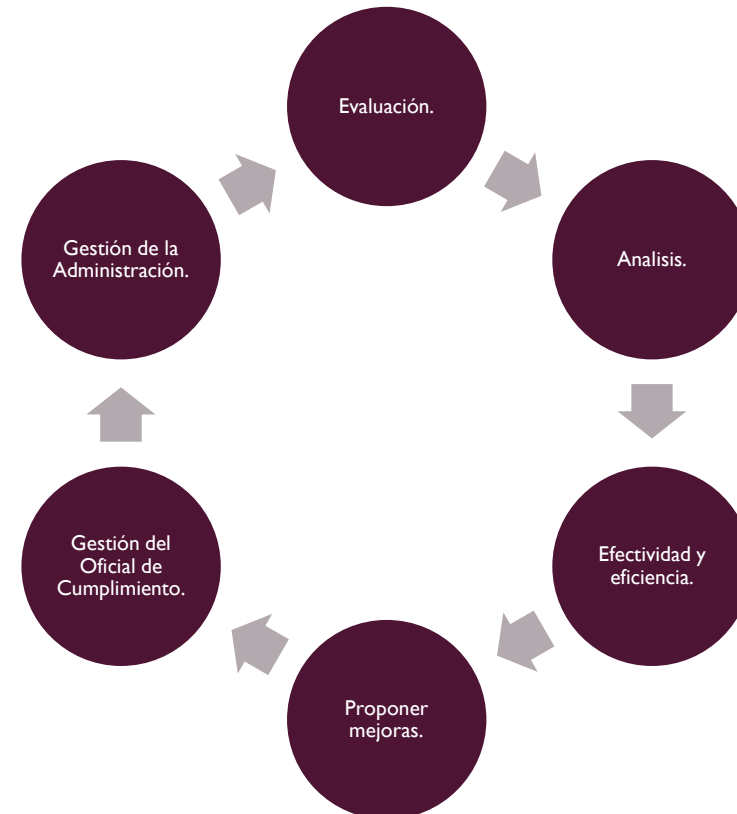 Evaluación.
Analisis.
Efectividad y
eficiencia.
Proponer
mejoras.
Gestión del
Oficial de
Cumplimiento.
Gestión de la
Administración.